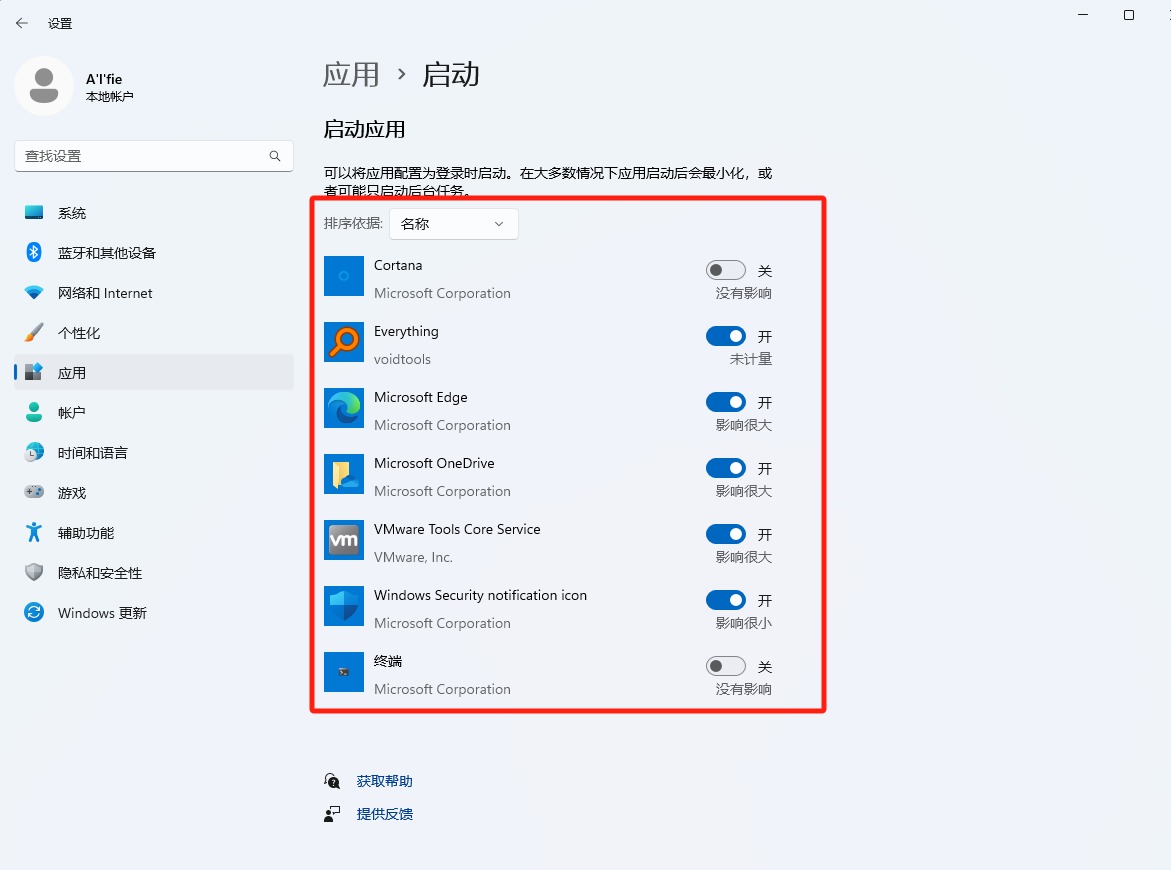 设置
A'l'fie
本地帐户
查找设置
系统
蓝牙和其他设备
网络和 Internet
个性化
应用
帐户
时间和语言
游戏
辅助功能
隐私和安全性
Windows 更新
应用 › 启动
启动应用
可以将应用配置为登录时启动。在大多数情况下应用启动后会最小化，或
者可能只启动后台任务。
排序依据: 名称
Cortana
关
Microsoft Corporation
没有影响
Everything
开
voidtools
未计量
Microsoft Edge
开
Microsoft Corporation
影响很大
Microsoft OneDrive
开
Microsoft Corporation
影响很大
vm
VMware Tools Core Service
开
VMware, Inc.
影响很大
Windows Security notification icon
开
Microsoft Corporation
影响很小
终端
关
Microsoft Corporation
没有影响
获取帮助
提供反馈